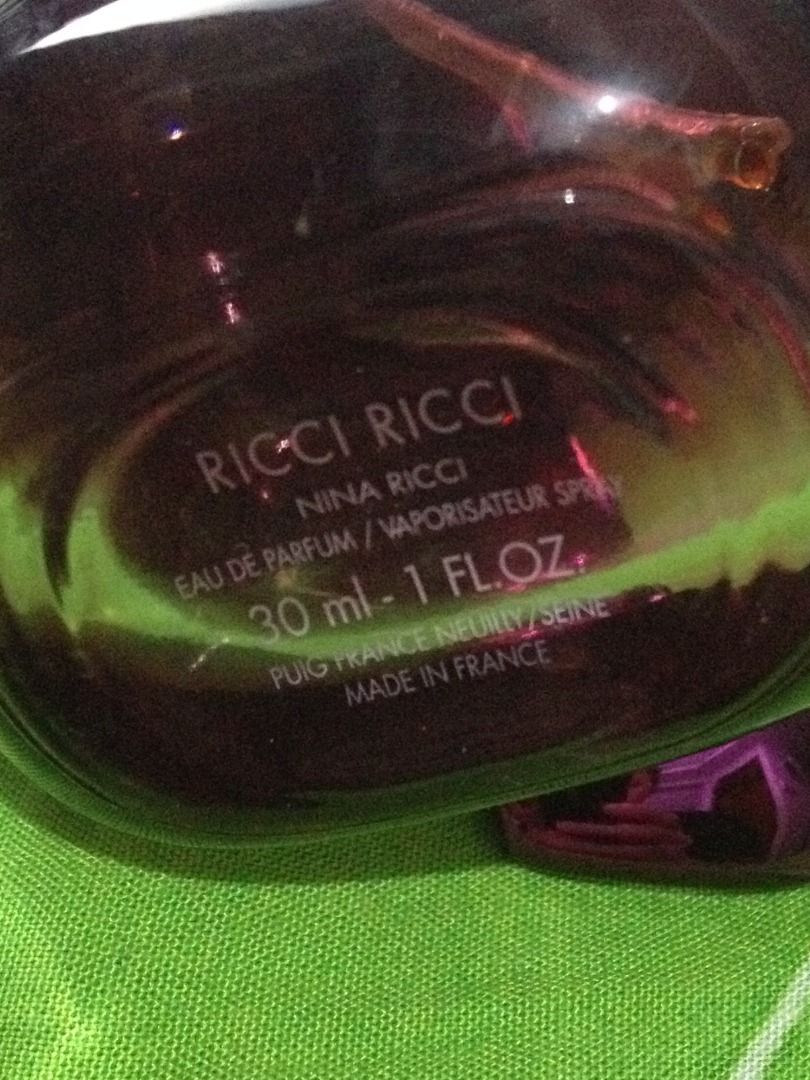 RICCI RICCI
NINA RICCI
EAU DE PARFUM / VAPORISATEUR SPRAY
30 ml - 1 FL.OZ.
PUIG FRANCE NEUILLY/SEINE
MADE IN FRANCE